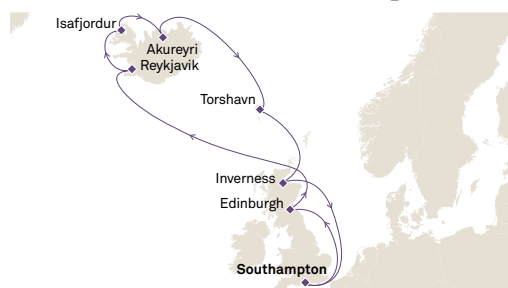 Isafjordur
Akureyri
Reykjavik
Torshavn
Inverness
Edinburgh
Southampton